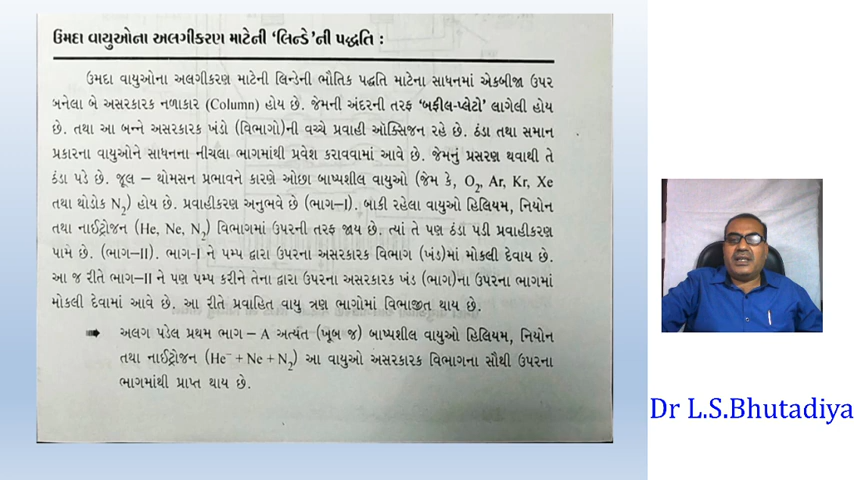 ઉમદા વાયુઓના અલગીકરણ માટેની ‘લિન્ડે’ની પદ્ધતિ :
ઉમદા વાયુઓના અલગીકરણ માટેની લિન્ડેની ભૌતિક પદ્ધતિ માટેના સાધનમાં એકબીજા ઉપર
બનેલા બે અસરકારક નળાકાર (Column) હોય છે. જેમની અંદરની તરફ ‘બફીલ-પ્લેટો’ લાગેલી હોય
છે. તથા આ બન્ને અસરકારક ખંડો (વિભાગો)ની વચ્ચે પ્રવાહી ઑક્સિજન રહે છે. ઠંડા તથા સમાન
પ્રકારના વાયુઓને સાધનના નીચલા ભાગમાંથી પ્રવેશ કરાવવામાં આવે છે. જેમનું પ્રસરણ થવાથી તે
ઠંડા પડે છે. જૂલ – થોમસન પ્રભાવને કારણે ઓછા બાષ્પશીલ વાયુઓ (જેમ કે, O₂, Ar, Kr, Xe
તથા થોડોક N₂) હોય છે. પ્રવાહીકરણ અનુભવે છે (ભાગ–I). બાકી રહેલા વાયુઓ હિલિયમ, નિયોન
તથા નાઈટ્રોજન (He, Ne, N₂) વિભાગમાં ઉપરની તરફ જાય છે. ત્યાં તે પણ ઠંડા પડી પ્રવાહીકરણ
પામે છે. (ભાગ–II). ભાગ-I ને પમ્પ દ્વારા ઉપરના અસરકારક વિભાગ (ખંડ)માં મોકલી દેવાય છે.
આ જ રીતે ભાગ–II ને પણ પમ્પ કરીને તેના દ્વારા ઉપરના અસરકારક ખંડ (ભાગ)ના ઉપરના ભાગમાં
મોકલી દેવામાં આવે છે. આ રીતે પ્રવાહિત વાયુ ત્રણ ભાગોમાં વિભાજીત થાય છે.
➠ અલગ પડેલ પ્રથમ ભાગ – A અત્યંત (ખૂબ જ) બાષ્પશીલ વાયુઓ હિલિયમ, નિયોન
તથા નાઈટ્રોજન (He⁻ + Ne + N₂) આ વાયુઓ અસરકારક વિભાગના સૌથી ઉપરના
ભાગમાંથી પ્રાપ્ત થાય છે.
Dr L.S.Bhutadiya